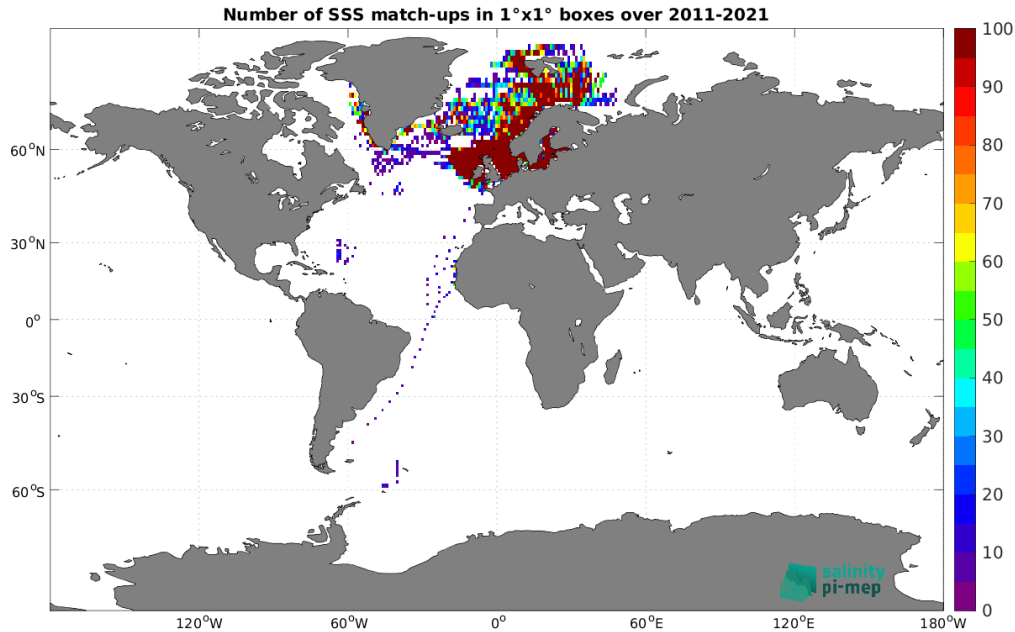 Number of SSS match-ups in 1°x1° boxes over 2011-2021
100
90
80
60°N
70
60
30°N
50
0°
40
30°S
30
20
60°S
10
salinity
pi-mep
0
120°W 60°W 0° 60°E 120°E 180°W